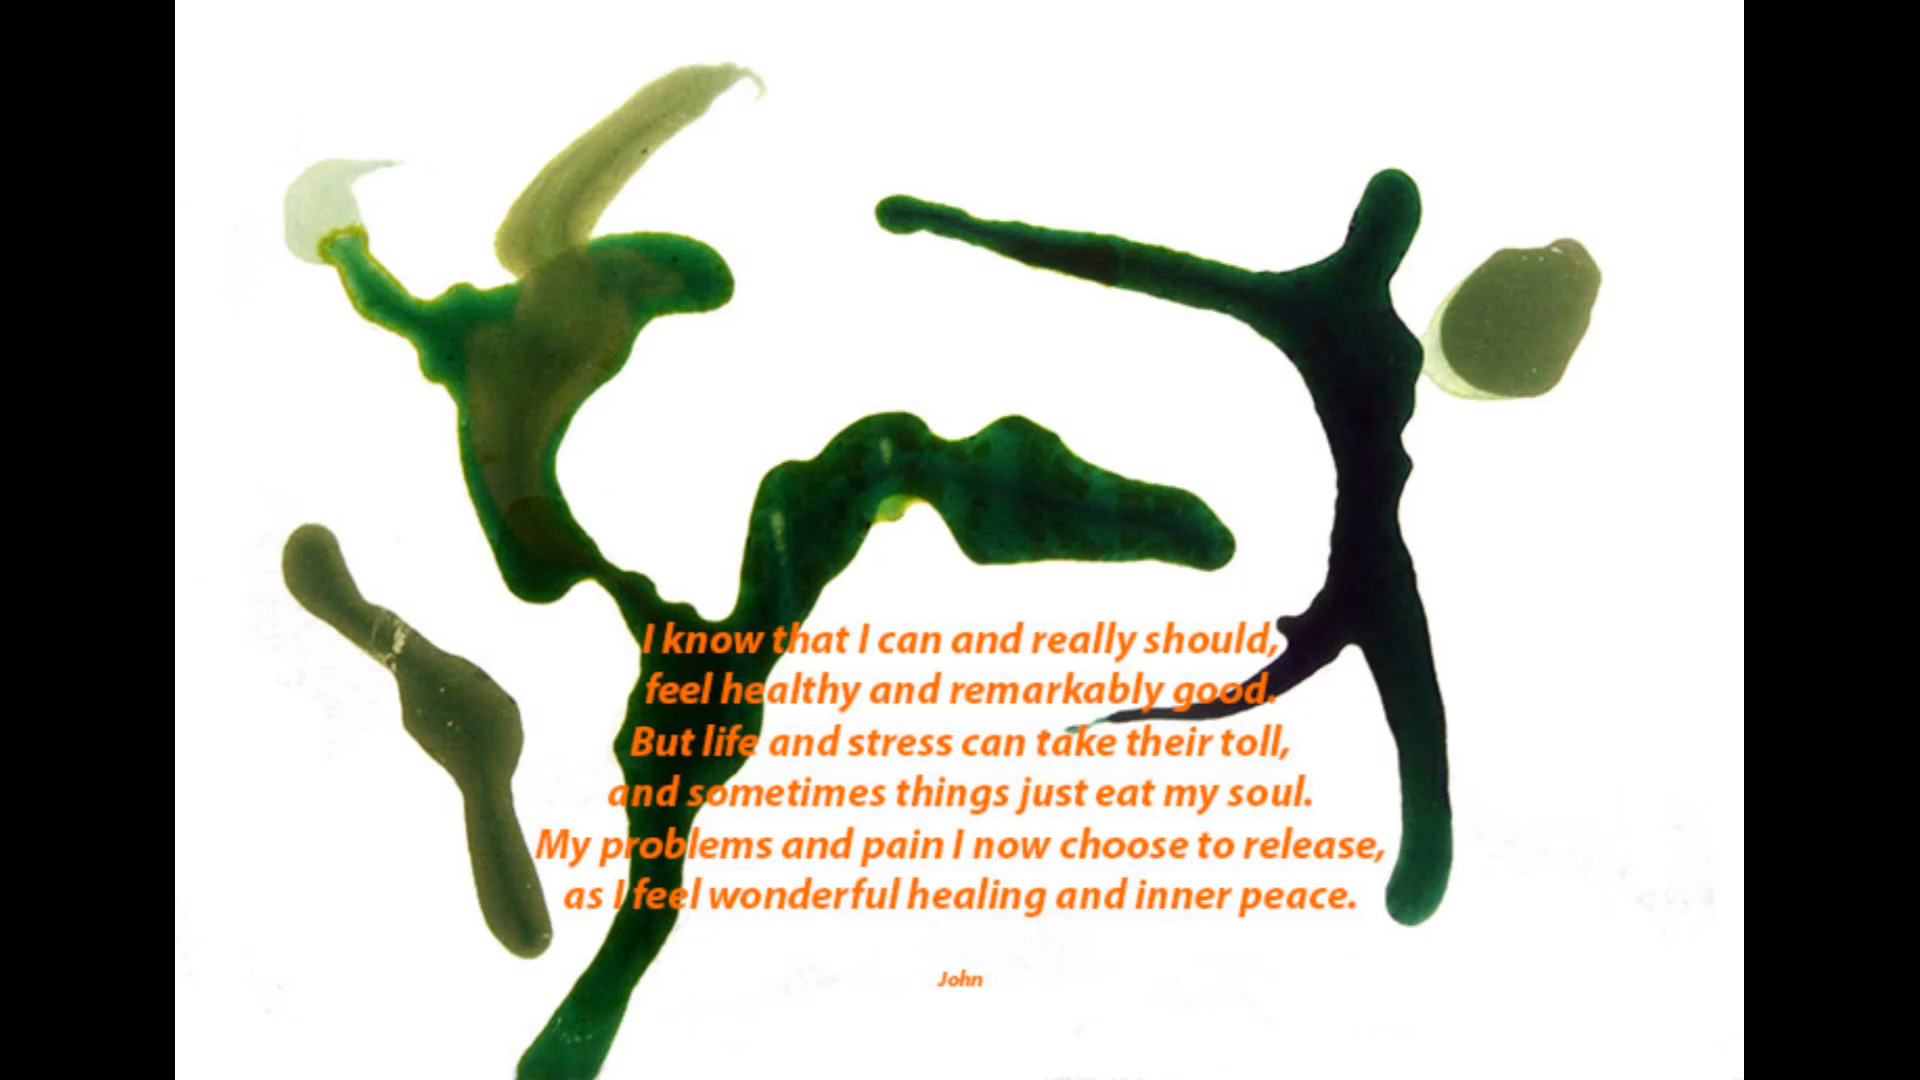 I know that I can and really should,
feel healthy and remarkably good.
But life and stress can take their toll,
and sometimes things just eat my soul.
My problems and pain I now choose to release,
as I feel wonderful healing and inner peace.
John